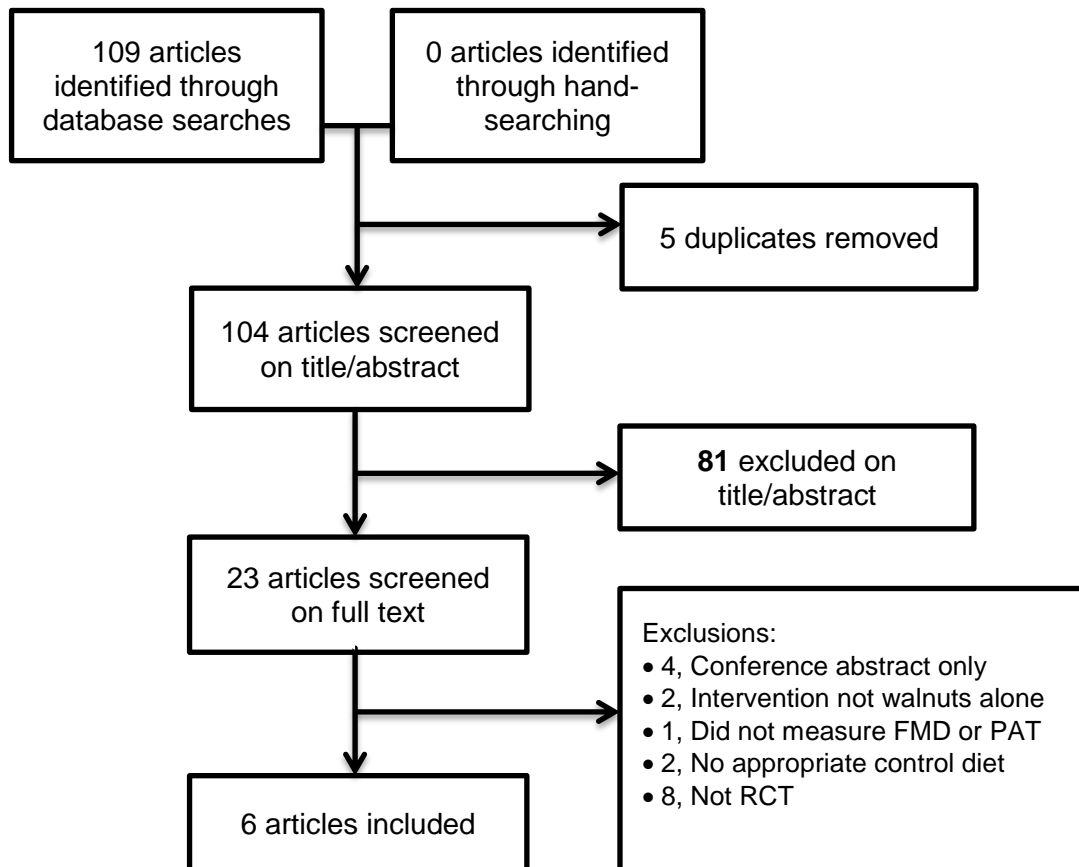 109 articles
identified through
database searches
0 articles identified
through hand-
searching
5 duplicates removed
104 articles screened
on title/abstract
81 excluded on
title/abstract
23 articles screened
on full text
Exclusions:
• 4, Conference abstract only
• 2, Intervention not walnuts alone
• 1, Did not measure FMD or PAT
• 2, No appropriate control diet
• 8, Not RCT
6 articles included